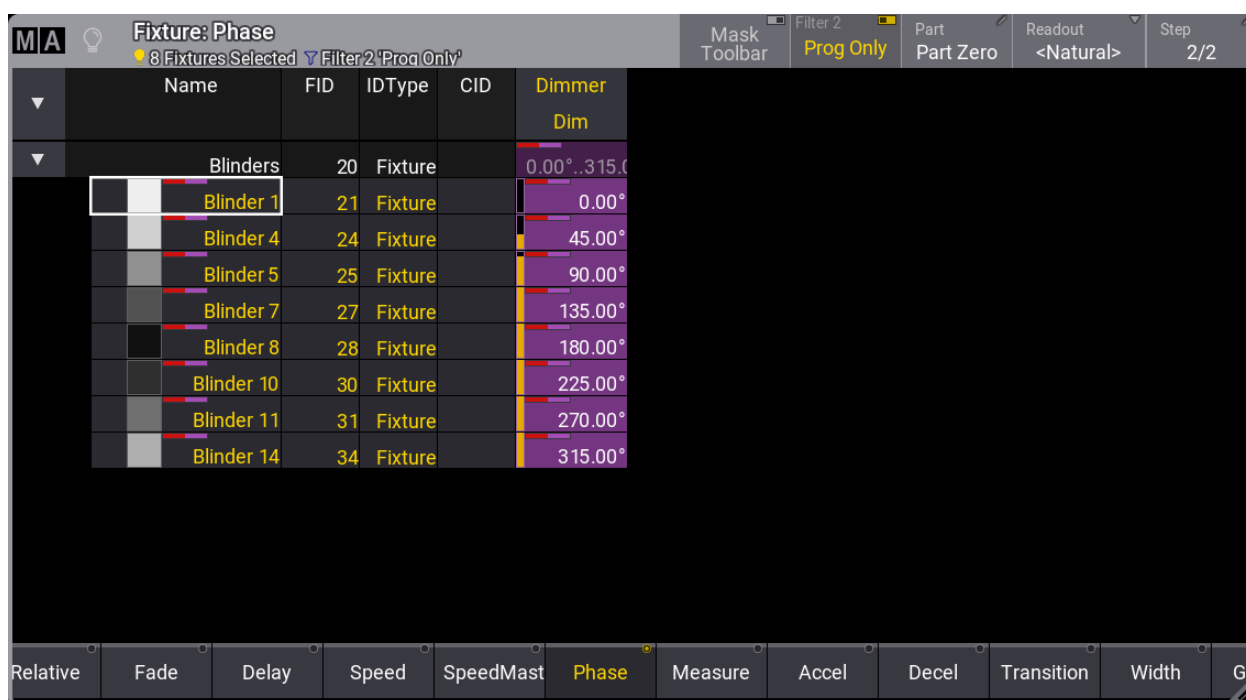 MA
Fixture: Phase
8 Fixtures Selected Filter 2 'Prog Only'
Mask Toolbar
Filter 2
Prog Only
Part
Part Zero
Readout
<Natural>
Step
2/2
Name FID IDType CID Dimmer
Dim
Blinders 20 Fixture 0.00°..315.0
Blinder 1 21 Fixture 0.00°
Blinder 4 24 Fixture 45.00°
Blinder 5 25 Fixture 90.00°
Blinder 7 27 Fixture 135.00°
Blinder 8 28 Fixture 180.00°
Blinder 10 30 Fixture 225.00°
Blinder 11 31 Fixture 270.00°
Blinder 14 34 Fixture 315.00°
Relative Fade Delay Speed SpeedMast Phase Measure Accel Decel Transition Width G